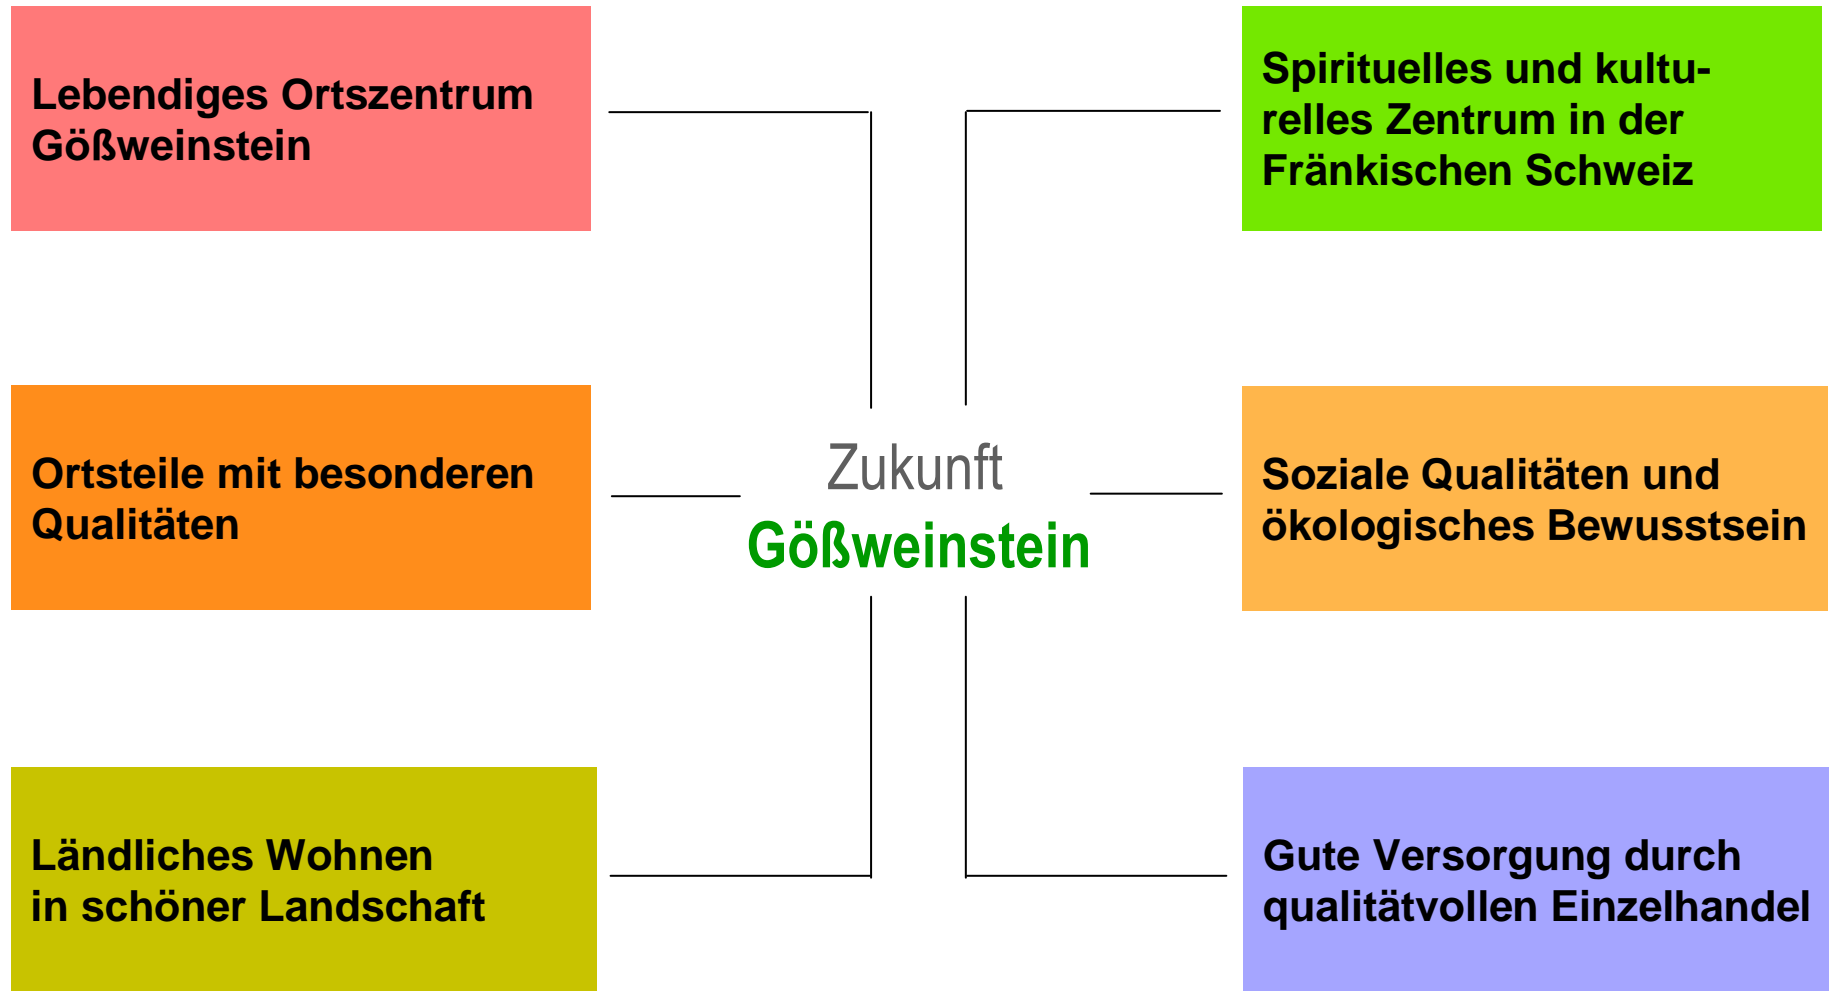 Lebendiges Ortszentrum
Gößweinstein
Spirituelles und kultu-
relles Zentrum in der
Fränkischen Schweiz
Ortsteile mit besonderen
Qualitäten
Zukunft
Gößweinstein
Soziale Qualitäten und
ökologisches Bewusstsein
Ländliches Wohnen
in schöner Landschaft
Gute Versorgung durch
qualitätvollen Einzelhandel